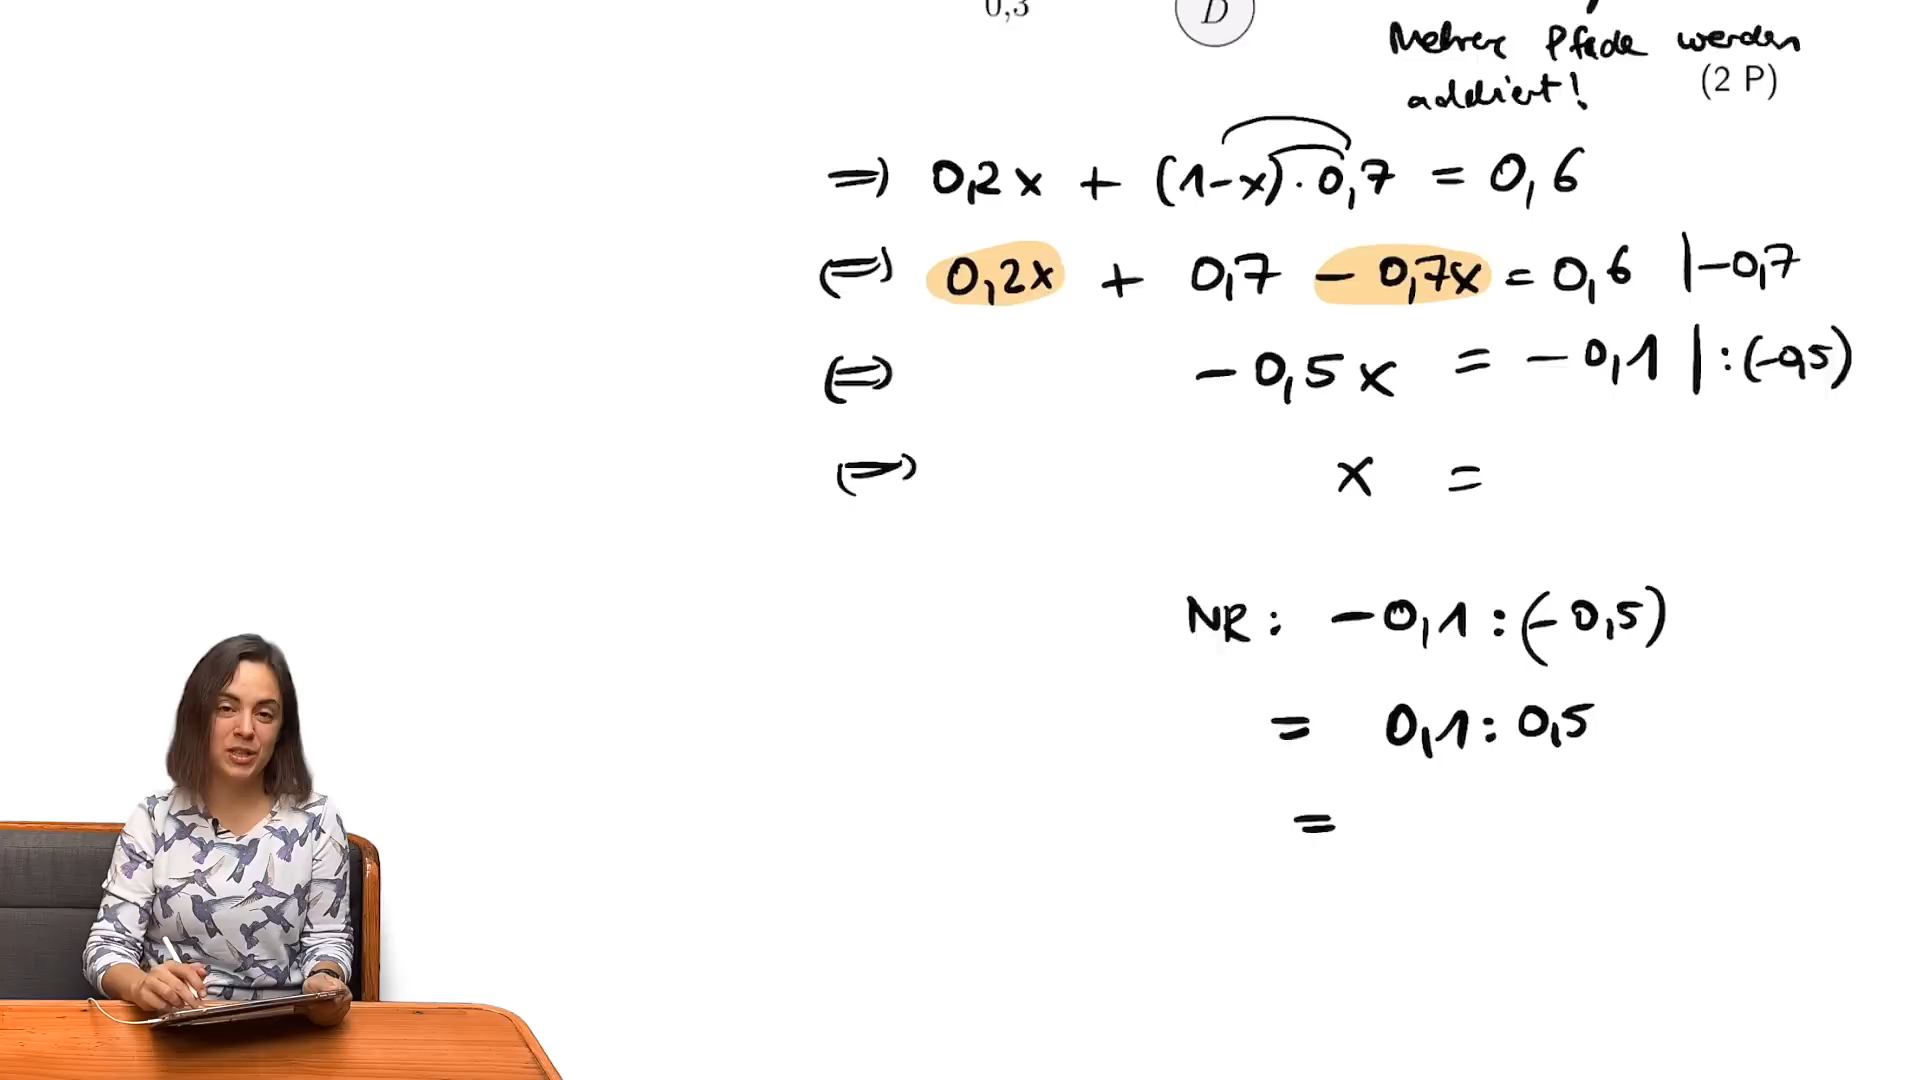 0,3
D
Mehrere Pfade werden
addiert! (2 P)
⇒ 0,2x + (1-x)·0,7 = 0,6
⇔ 0,2x + 0,7 - 0,7x = 0,6 |-0,7
⇔ -0,5x = -0,1 |:(-0,5)
⇔ x =
NR: -0,1:(-0,5)
= 0,1:0,5
=